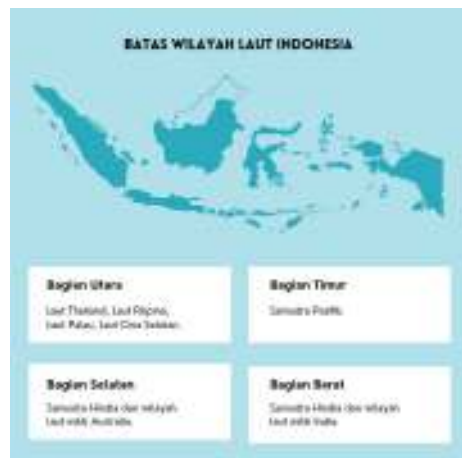 BATAS WILAYAH LAUT INDONESIA
Bagian Utara
Laut Thailand, Laut Filipina,
Laut Palau, Laut Cina Selatan.
Bagian Timur
Samudra Pasifik.
Bagian Selatan
Samudra Hindia dan wilayah
laut milik Australia.
Bagian Barat
Samudra Hindia dan wilayah
laut milik India.